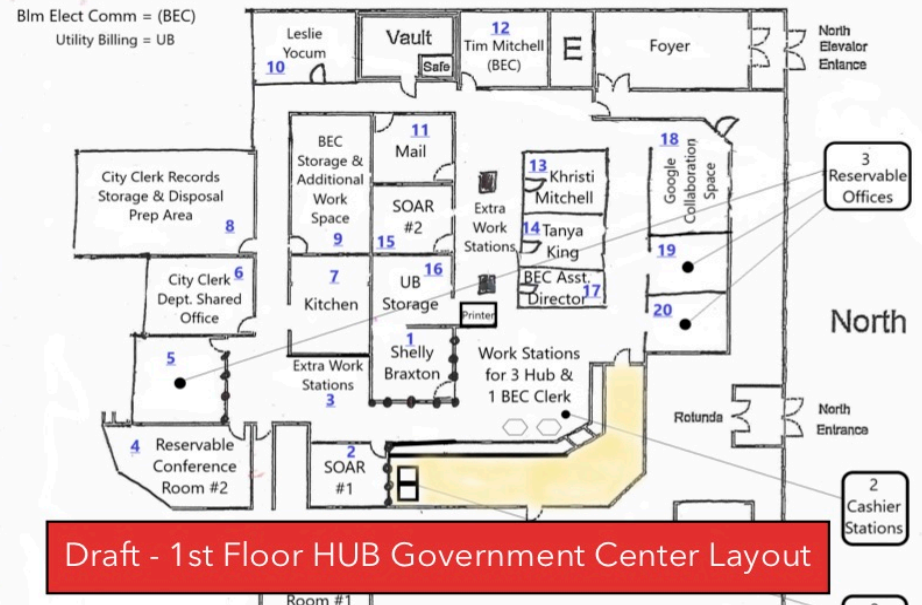 Blm Elect Comm = (BEC)
Utility Billing = UB
Leslie
Yocum
10
Vault
Safe
12
Tim Mitchell
(BEC)
E
Foyer
North
Elevator
Entance
BEC
Storage &
Additional
Work
Space
9
11
Mail
SOAR
#2
15
13
Khristi
Mitchell
18
Google
Collaboration
Space
3
Reservable
Offices
City Clerk Records
Storage & Disposal
Prep Area
8
Extra
Work
Stations
14
Tanya
King
BEC Asst.
Director
17
19
20
6
City Clerk
Dept. Shared
Office
7
Kitchen
16
UB
Storage
Printer
North
5
Extra Work
Stations
3
1
Shelly
Braxton
Work Stations
for 3 Hub &
1 BEC Clerk
Rotunda
North
Entrance
4
Reservable
Conference
Room #2
2
SOAR
#1
2
Cashier
Stations
Draft - 1st Floor HUB Government Center Layout
Room #1